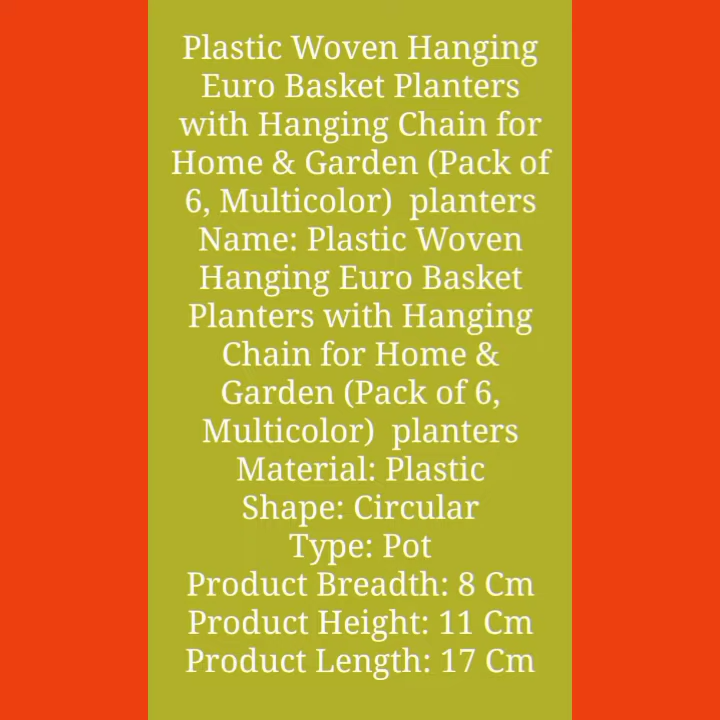 Plastic Woven Hanging
Euro Basket Planters
with Hanging Chain for
Home & Garden (Pack of
6, Multicolor)  planters
Name: Plastic Woven
Hanging Euro Basket
Planters with Hanging
Chain for Home &
Garden (Pack of 6,
Multicolor)  planters
Material: Plastic
Shape: Circular
Type: Pot
Product Breadth: 8 Cm
Product Height: 11 Cm
Product Length: 17 Cm